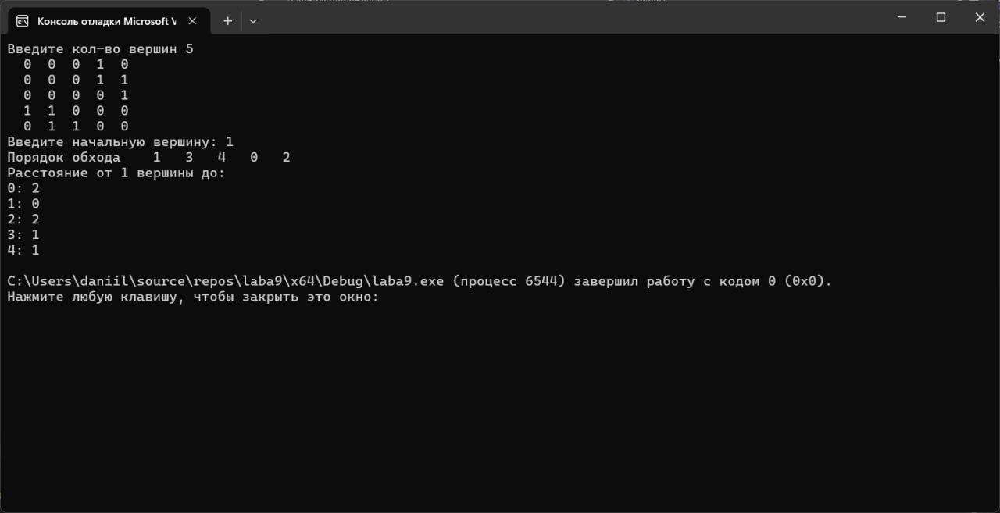 Консоль отладки Microsoft V
Введите кол-во вершин 5
0 0 0 1 0
0 0 0 1 1
0 0 0 0 1
1 1 0 0 0
0 1 1 0 0
Введите начальную вершину: 1
Порядок обхода 1 3 4 0 2
Расстояние от 1 вершины до:
0: 2
1: 0
2: 2
3: 1
4: 1
C:\Users\daniil\source\repos\laba9\x64\Debug\laba9.exe (процесс 6544) завершил работу с кодом 0 (0x0).
Нажмите любую клавишу, чтобы закрыть это окно: